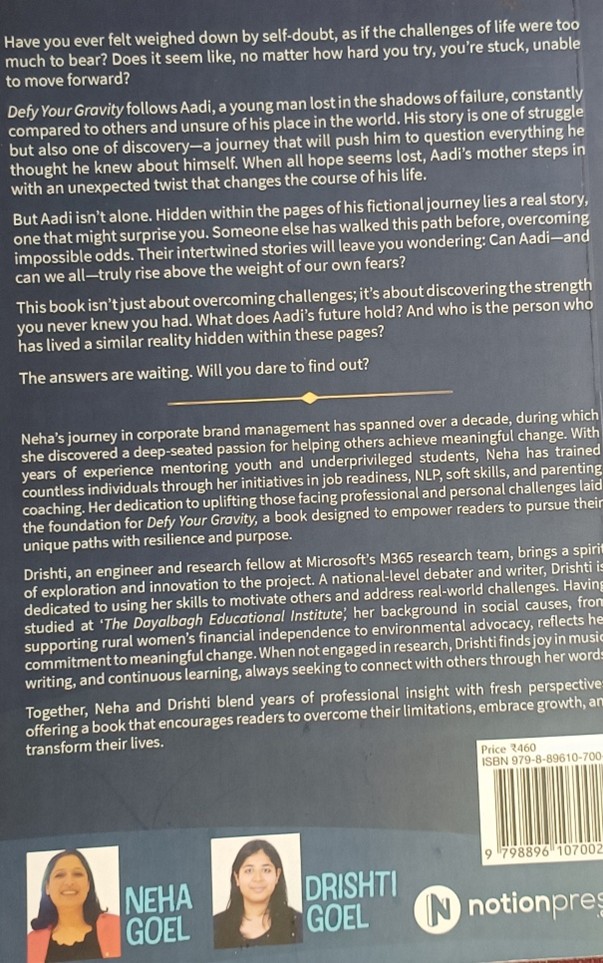 Have you ever felt weighed down by self-doubt, as if the challenges of life were too
much to bear? Does it seem like, no matter how hard you try, you're stuck, unable
to move forward?
Defy Your Gravity follows Aadi, a young man lost in the shadows of failure, constantly
compared to others and unsure of his place in the world. His story is one of struggle
but also one of discovery—a journey that will push him to question everything he
thought he knew about himself. When all hope seems lost, Aadi's mother steps in
with an unexpected twist that changes the course of his life.
But Aadi isn't alone. Hidden within the pages of his fictional journey lies a real story,
one that might surprise you. Someone else has walked this path before, overcoming
impossible odds. Their intertwined stories will leave you wondering: Can Aadi—and
can we all—truly rise above the weight of our own fears?
This book isn't just about overcoming challenges; it's about discovering the strength
you never knew you had. What does Aadi's future hold? And who is the person who
has lived a similar reality hidden within these pages?
The answers are waiting. Will you dare to find out?
Neha's journey in corporate brand management has spanned over a decade, during which
she discovered a deep-seated passion for helping others achieve meaningful change. With
years of experience mentoring youth and underprivileged students, Neha has trained
countless individuals through her initiatives in job readiness, NLP, soft skills, and parenting
coaching. Her dedication to uplifting those facing professional and personal challenges laid
the foundation for Defy Your Gravity, a book designed to empower readers to pursue their
unique paths with resilience and purpose.
Drishti, an engineer and research fellow at Microsoft's M365 research team, brings a spirit
of exploration and innovation to the project. A national-level debater and writer, Drishti is
dedicated to using her skills to motivate others and address real-world challenges. Having
studied at 'The Dayalbagh Educational Institute', her background in social causes, from
supporting rural women's financial independence to environmental advocacy, reflects he
commitment to meaningful change. When not engaged in research, Drishti finds joy in music
writing, and continuous learning, always seeking to connect with others through her words
Together, Neha and Drishti blend years of professional insight with fresh perspective
offering a book that encourages readers to overcome their limitations, embrace growth, an
transform their lives.
Price ₹460
ISBN 979-8-89610-700-
9 798896 107002
NEHA
GOEL
DRISHTI
GOEL
N notionpres